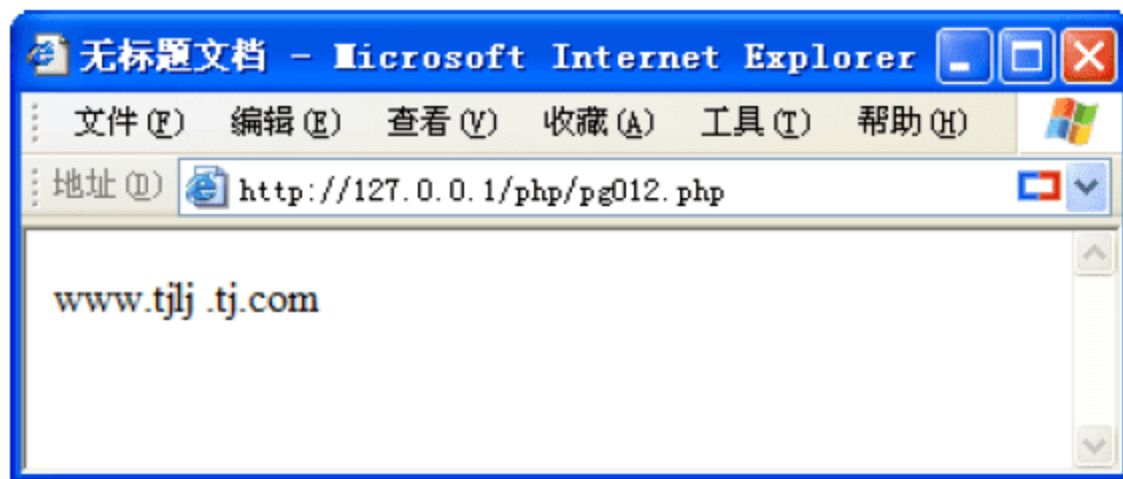 无标题文档 - Microsoft Internet Explorer
文件(F) 编辑(E) 查看(V) 收藏(A) 工具(T) 帮助(H)
地址(D) http://127.0.0.1/php/pg012.php
www.tjlj .tj.com